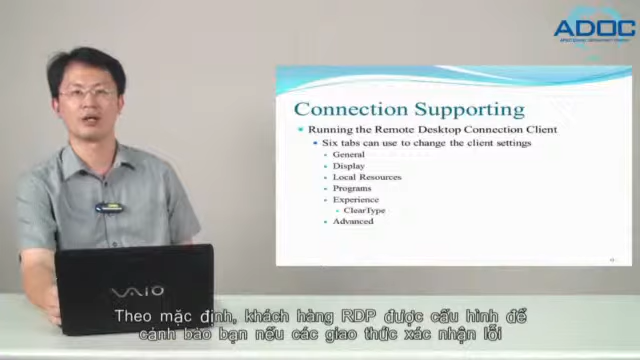 ADOC
Connection Supporting
Running the Remote Desktop Connection Client
Six tabs can use to change the client settings
General
Display
Local Resources
Programs
Experience
ClearType
Advanced
VAIO
Theo mặc định, khách hàng RDP được cấu hình để
cảnh báo bạn nếu các giao thức xác nhận lỗi